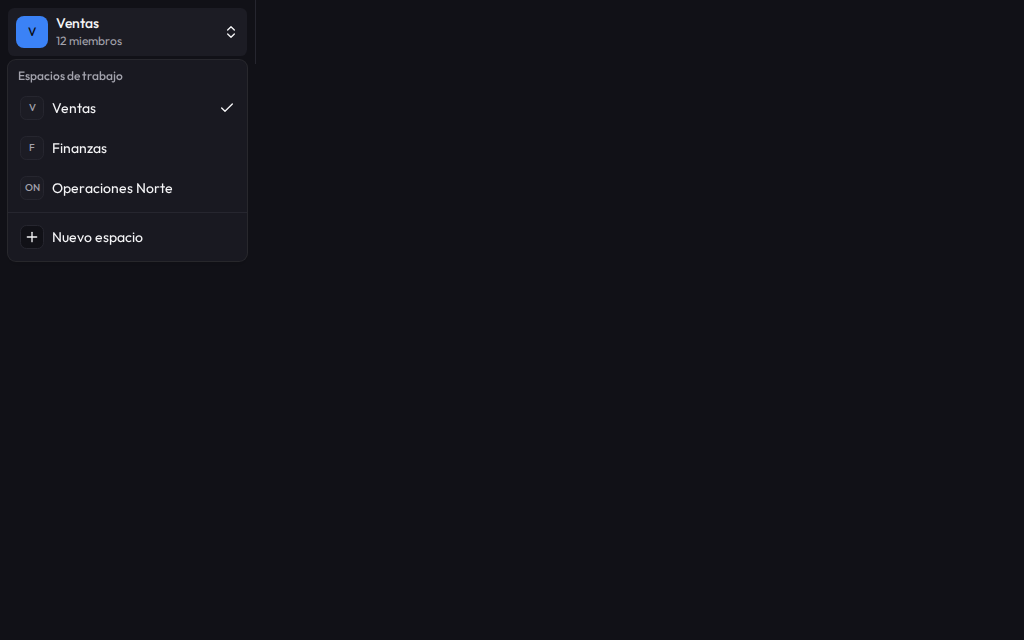 V
Ventas
12 miembros
Espacios de trabajo
V Ventas
F Finanzas
ON Operaciones Norte
Nuevo espacio